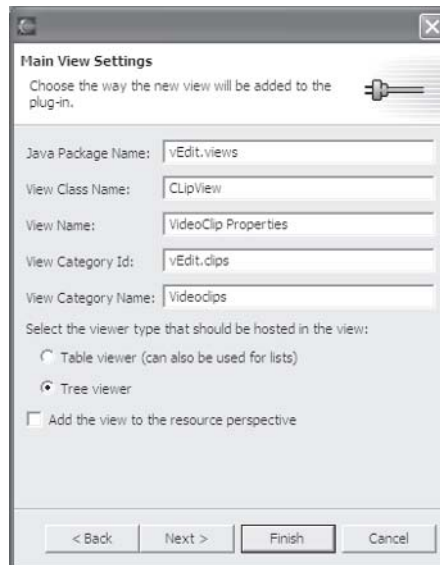 Main View Settings
Choose the way the new view will be added to the
plug-in.
Java Package Name: vEdit.views
View Class Name: CLipView
View Name: VideoClip Properties
View Category Id: vEdit.clips
View Category Name: Videoclips
Select the viewer type that should be hosted in the view:
Table viewer (can also be used for lists)
Tree viewer
Add the view to the resource perspective
< Back Next > Finish Cancel